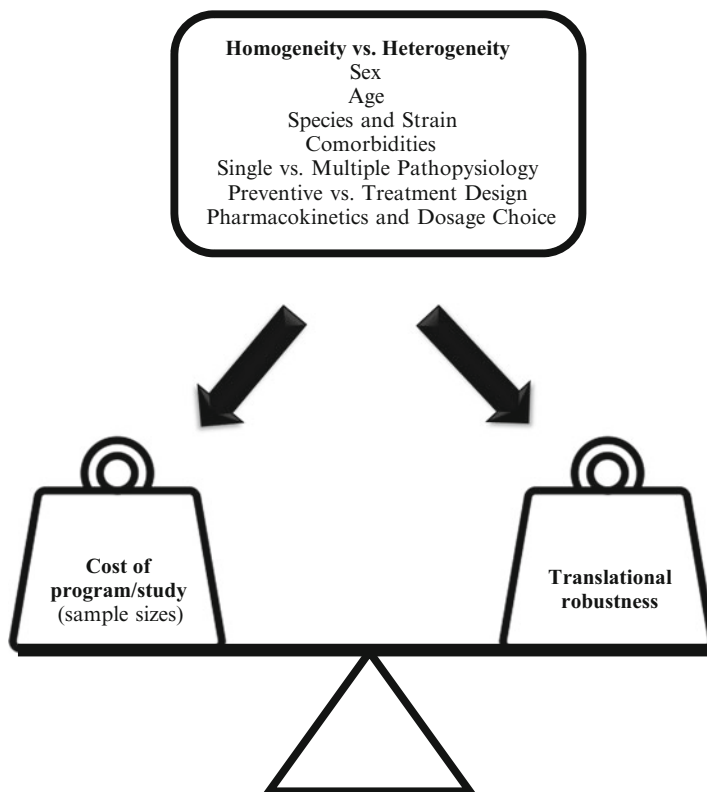 Homogeneity vs. Heterogeneity
Sex
Age
Species and Strain
Comorbidities
Single vs. Multiple Pathopysiology
Preventive vs. Treatment Design
Pharmacokinetics and Dosage Choice
Cost of
program/study
(sample sizes)
Translational
robustness